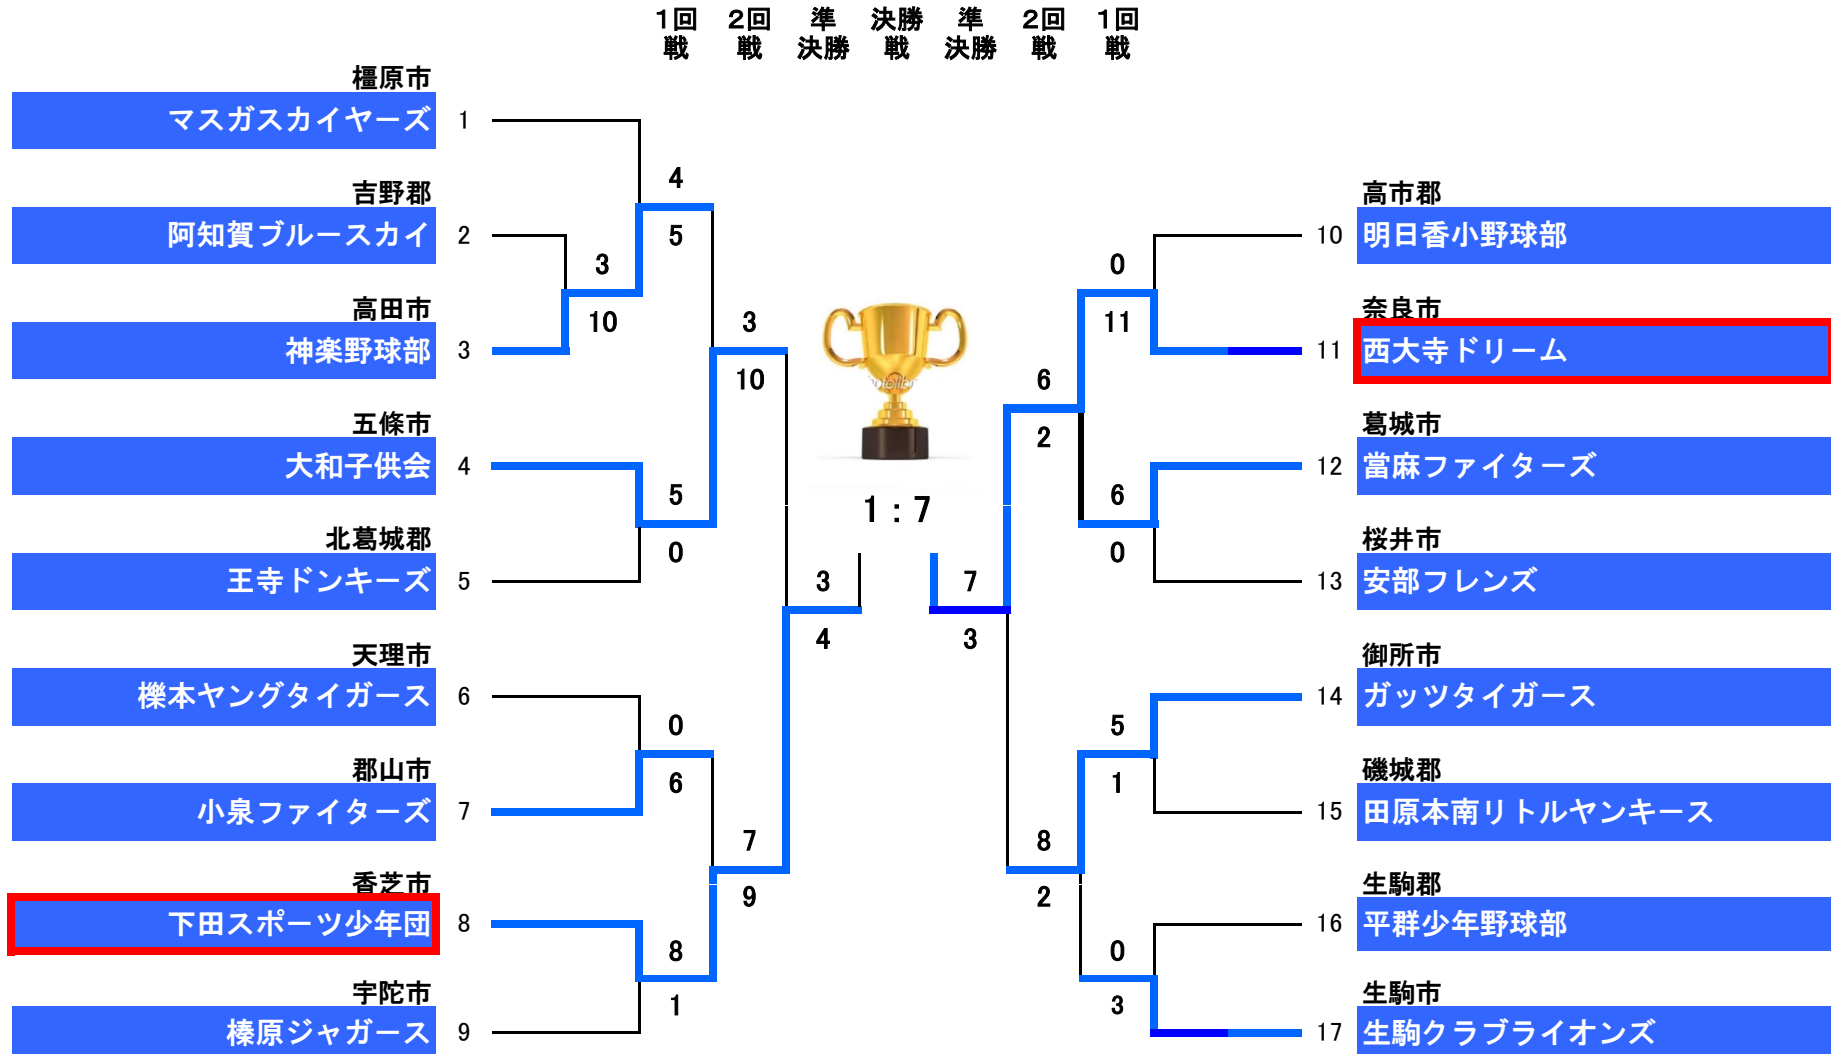 1回戦 2回戦 準決勝 決勝戦 準決勝 2回戦 1回戦
橿原市
マスガスカイヤーズ 1
4
吉野郡
阿知賀ブルースカイ 2
5
3
高田市
神楽野球部 3
10
3
10
五條市
大和子供会 4
5
北葛城郡
0
王寺ドンキーズ 5
3
4
天理市
櫟本ヤングタイガース 6
0
郡山市
6
小泉ファイターズ 7
7
香芝市
9
下田スポーツ少年団 8
8
宇陀市
1
榛原ジャガース 9
1 : 7
高市郡
10 明日香小野球部
0
奈良市
11
11 西大寺ドリーム
6
葛城市
2
12 當麻ファイターズ
6
桜井市
0
13 安部フレンズ
7
3
御所市
14 ガッツタイガース
5
磯城郡
1
15 田原本南リトルヤンキース
8
生駒郡
2
16 平群少年野球部
0
生駒市
3
17 生駒クラブライオンズ